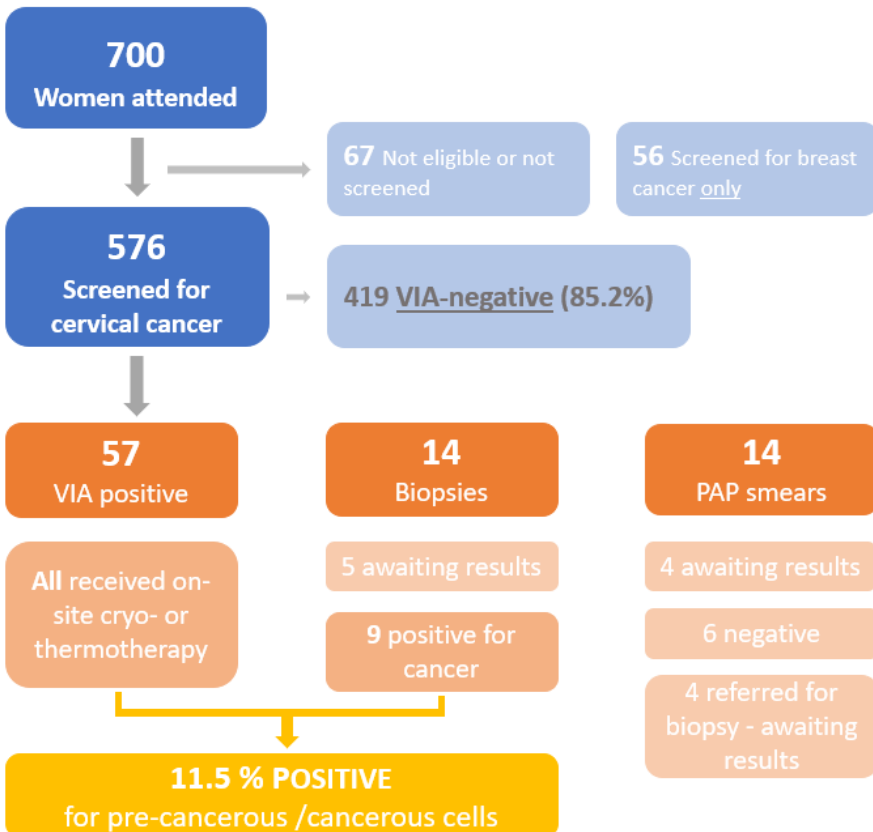 700
Women attended
67 Not eligible or not
screened
56 Screened for breast
cancer only
576
Screened for
cervical cancer
419 VIA-negative (85.2%)
57
VIA positive
14
Biopsies
14
PAP smears
All received on-
site cryo- or
thermotherapy
5 awaiting results
9 positive for
cancer
4 awaiting results
6 negative
4 referred for
biopsy - awaiting
results
11.5 % POSITIVE
for pre-cancerous /cancerous cells